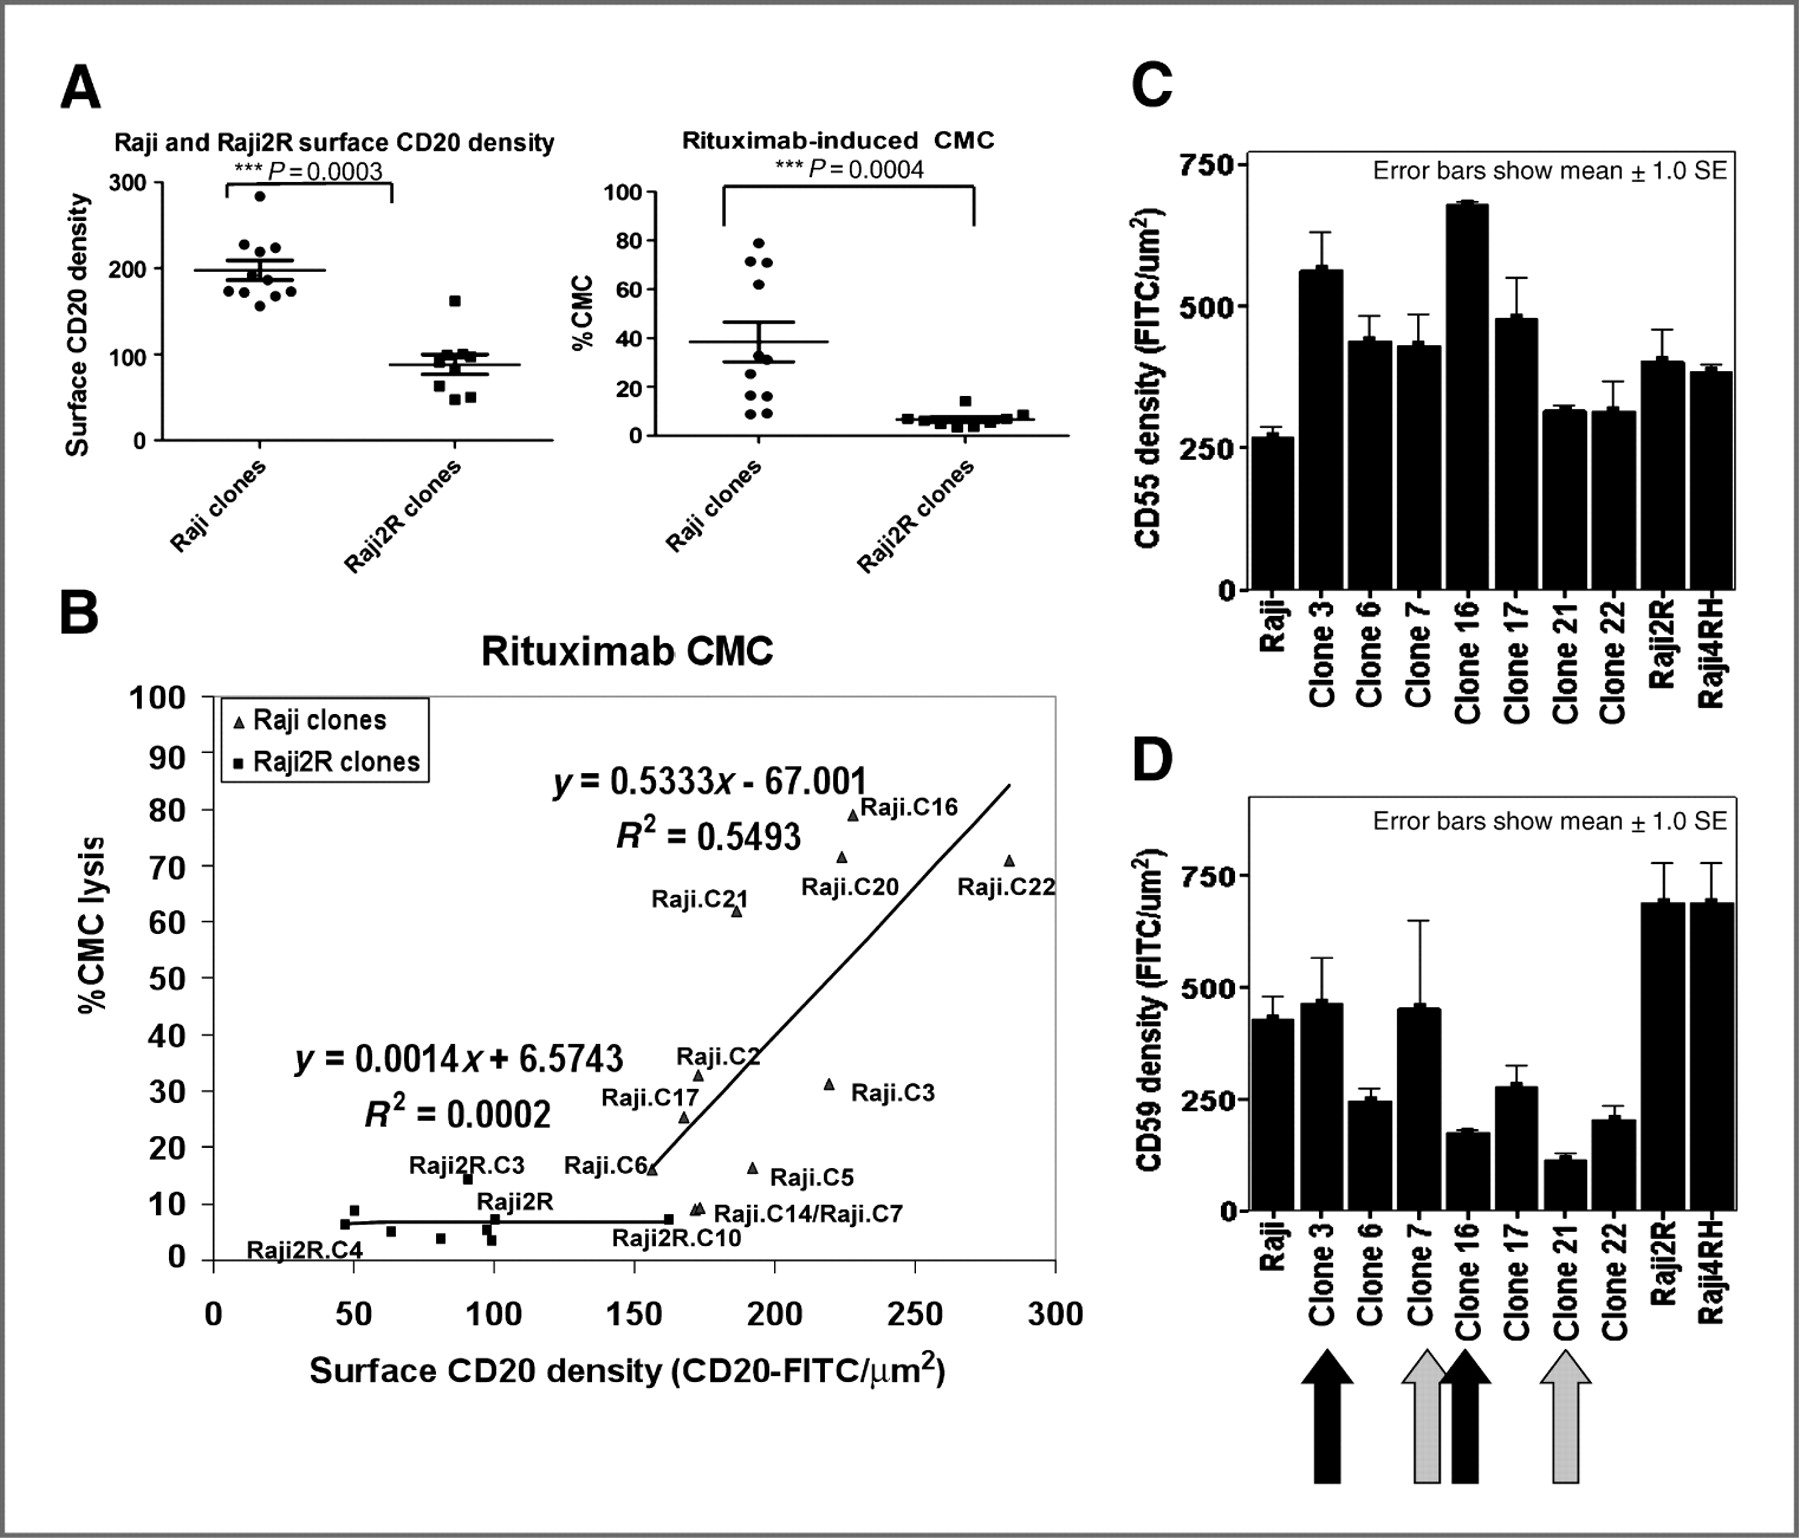 A
Raji and Raji2R surface CD20 density
*** P = 0.0003
Surface CD20 density
300
200
100
0
Raji clones
Raji2R clones
Rituximab-induced CMC
*** P = 0.0004
%CMC
100
80
60
40
20
0
Raji clones
Raji2R clones
B
Rituximab CMC
Raji clones
Raji2R clones
%CMC lysis
100
90
80
70
60
50
40
30
20
10
0
y = 0.5333x - 67.001
R² = 0.5493
Raji.C16
Raji.C20
Raji.C22
Raji.C21
y = 0.0014x + 6.5743
R² = 0.0002
Raji.C2
Raji.C17
Raji.C3
Raji2R.C3
Raji.C6
Raji.C5
Raji2R
Raji.C14/Raji.C7
Raji2R.C4
Raji2R.C10
0 50 100 150 200 250 300
Surface CD20 density (CD20-FITC/μm²)
C
Error bars show mean ± 1.0 SE
CD55 density (FITC/um²)
750
500
250
0
Raji
Clone 3
Clone 6
Clone 7
Clone 16
Clone 17
Clone 21
Clone 22
Raji2R
Raji4RH
D
Error bars show mean ± 1.0 SE
CD59 density (FITC/um²)
750
500
250
0
Raji
Clone 3
Clone 6
Clone 7
Clone 16
Clone 17
Clone 21
Clone 22
Raji2R
Raji4RH